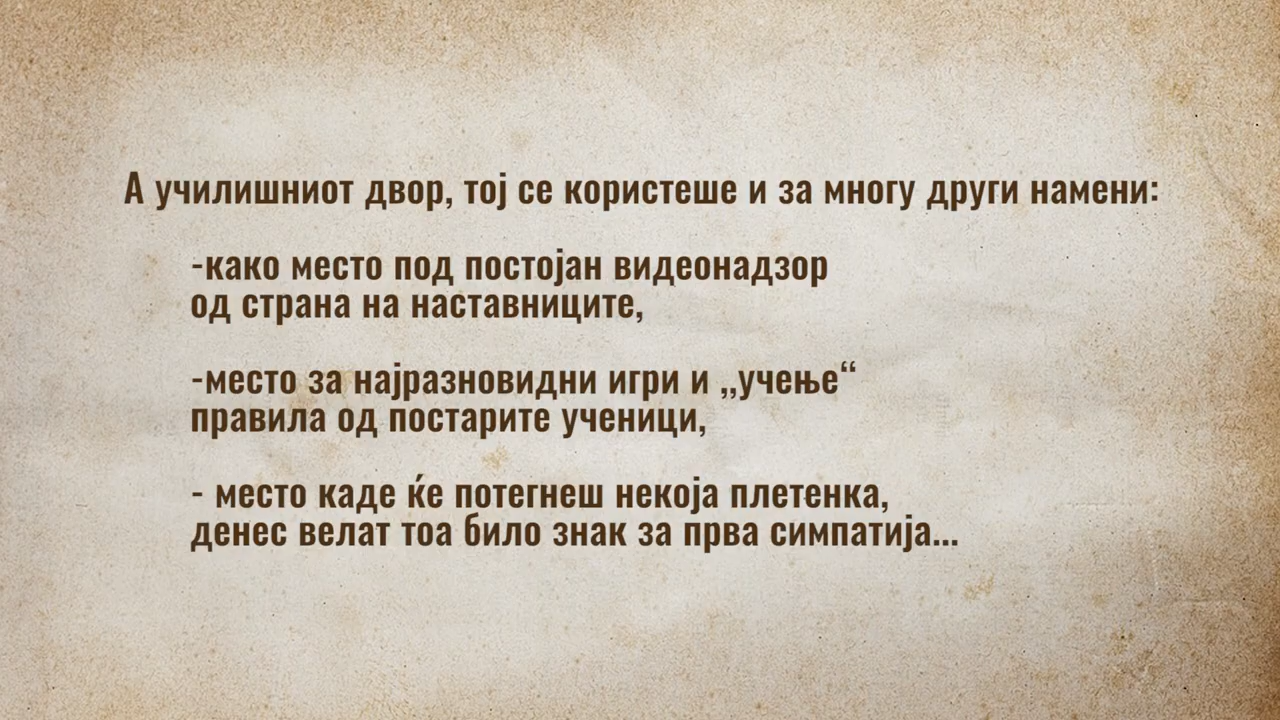 А училишниот двор, тој се користеше и за многу други намени:
-како место под постојан видеонадзор
од страна на наставниците,
-место за најразновидни игри и „учење“
правила од постарите ученици,
- место каде ќе потегнеш некоја плетенка,
денес велат тоа било знак за прва симпатија...